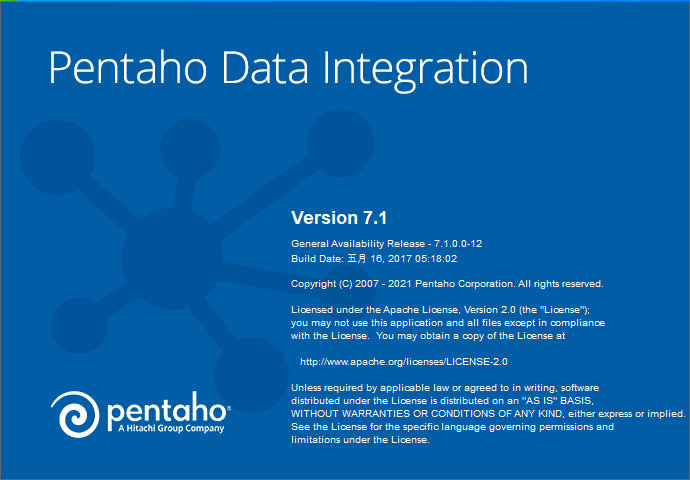 Pentaho Data Integration
Version 7.1
General Availability Release - 7.1.0.0-12
Build Date: 五月 16, 2017 05:18:02
Copyright (C) 2007 - 2021 Pentaho Corporation. All rights reserved.
Licensed under the Apache License, Version 2.0 (the "License");
you may not use this application and all files except in compliance
with the License. You may obtain a copy of the License at
http://www.apache.org/licenses/LICENSE-2.0
Unless required by applicable law or agreed to in writing, software
distributed under the License is distributed on an "AS IS" BASIS,
WITHOUT WARRANTIES OR CONDITIONS OF ANY KIND, either express or implied.
See the License for the specific language governing permissions and
limitations under the License.
pentaho®
A Hitachi Group Company